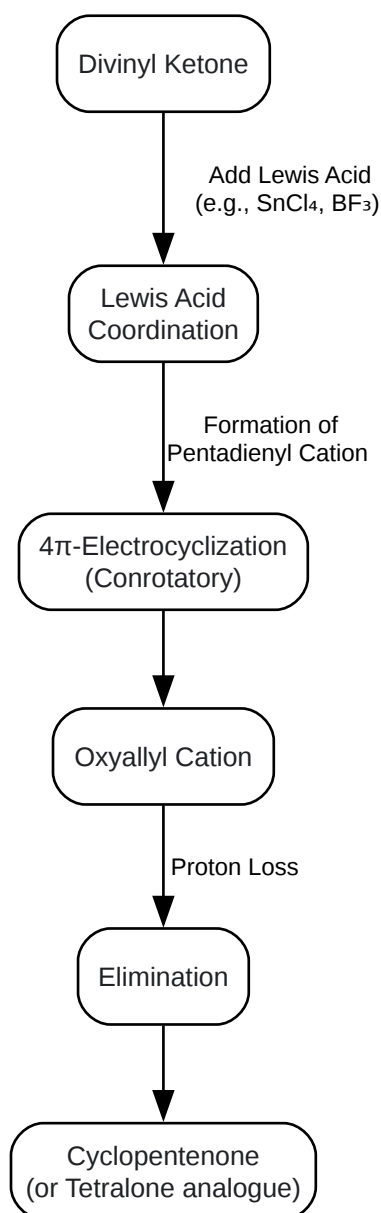 Divinyl Ketone
Add Lewis Acid
(e.g., SnCl₄, BF₃)
Lewis Acid
Coordination
Formation of
Pentadienyl Cation
4π-Electrocyclization
(Conrotatory)
Oxyallyl Cation
Proton Loss
Elimination
Cyclopentenone
(or Tetralone analogue)